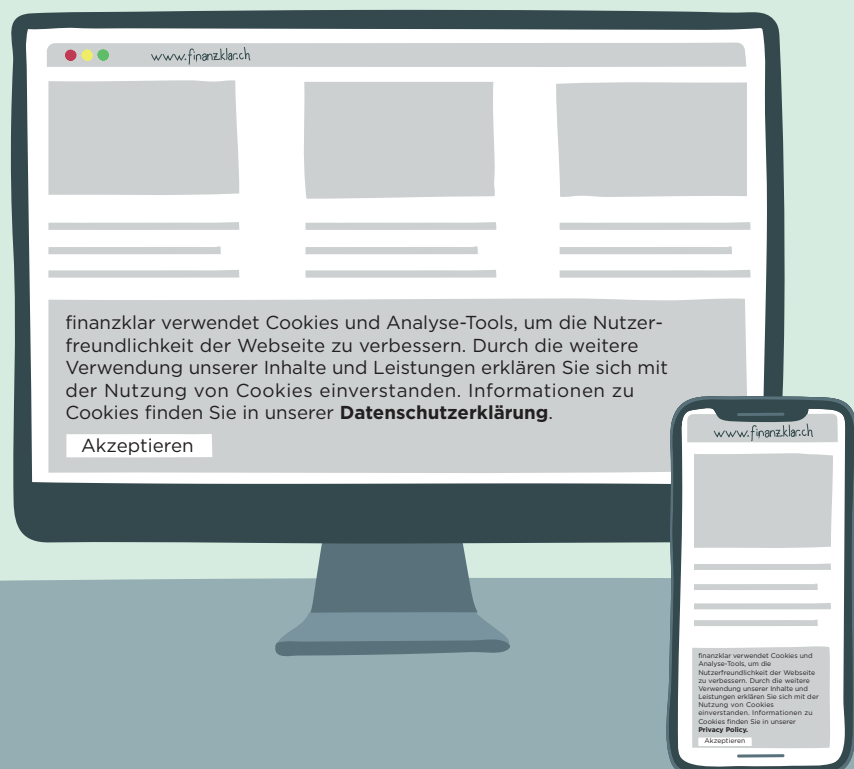 www.finanzklar.ch
finanzklar verwendet Cookies und Analyse-Tools, um die Nutzer-
freundlichkeit der Webseite zu verbessern. Durch die weitere
Verwendung unserer Inhalte und Leistungen erklären Sie sich mit
der Nutzung von Cookies einverstanden. Informationen zu
Cookies finden Sie in unserer Datenschutzerklärung.
Akzeptieren
www.finanzklar.ch
finanzklar verwendet Cookies und
Analyse-Tools, um die
Nutzerfreundlichkeit der Webseite
zu verbessern. Durch die weitere
Verwendung unserer Inhalte und
Leistungen erklären Sie sich mit der
Nutzung von Cookies
einverstanden. Informationen zu
Cookies finden Sie in unserer
Privacy Policy.
Akzeptieren